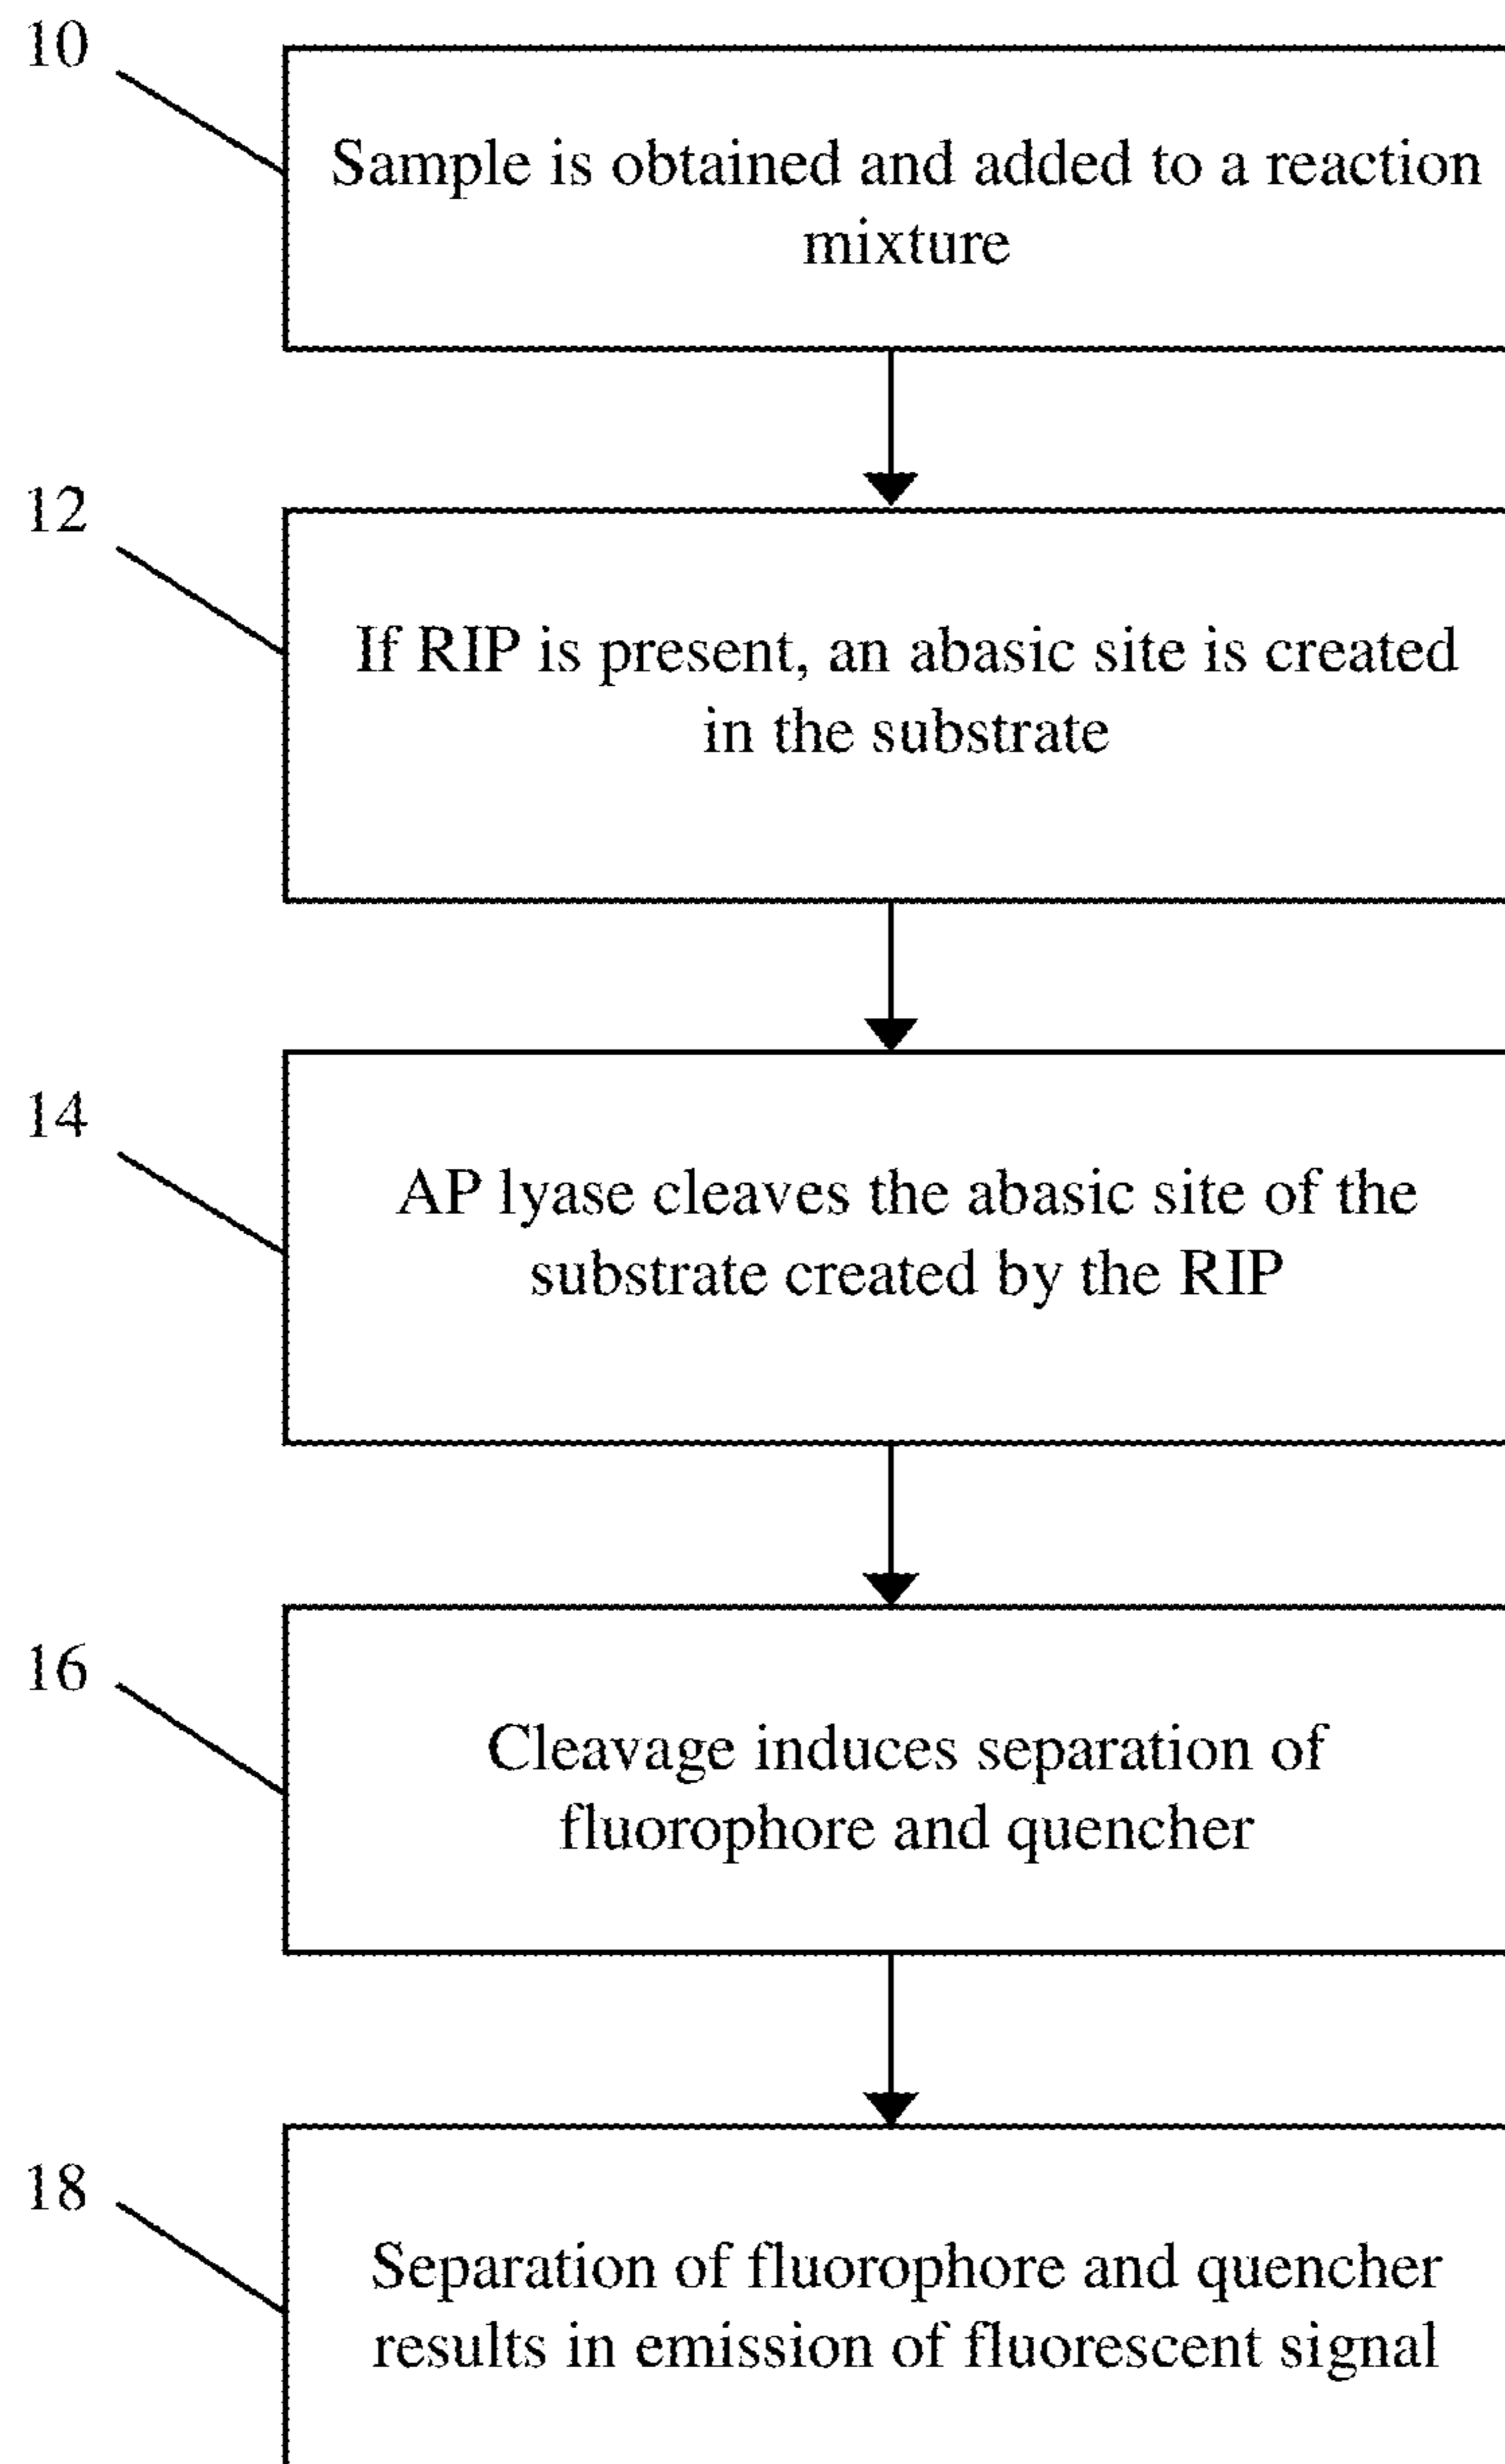 10
Sample is obtained and added to a reaction
mixture
12
If RIP is present, an abasic site is created
in the substrate
14
AP lyase cleaves the abasic site of the
substrate created by the RIP
16
Cleavage induces separation of
fluorophore and quencher
18
Separation of fluorophore and quencher
results in emission of fluorescent signal